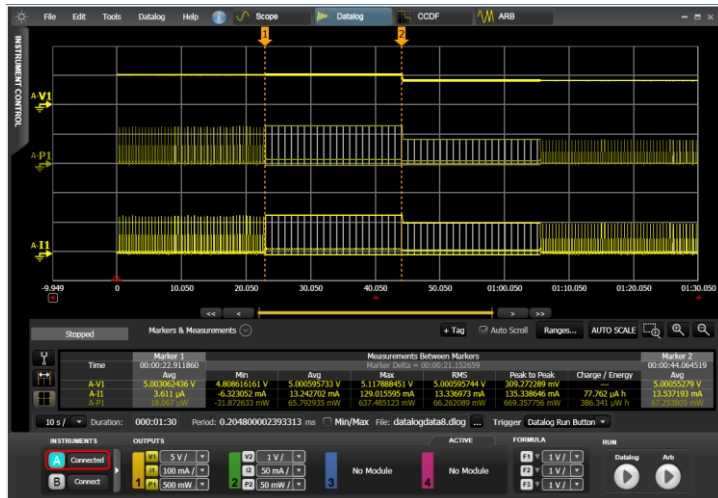 File Edit Tools Datalog Help Scope Datalog CCDF ARB
INSTRUMENT CONTROL
1 2
A-V1
A-P1
A-I1
-9.949 0 10.050 20.050 30.050 40.050 50.050 01:00.050 01:10.050 01:20.050 01:30.050
<< < > >>
Stopped Markers & Measurements + Tag Auto Scroll Ranges... AUTO SCALE
Marker 1 Measurements Between Markers Marker 2
Time 00:00:22.911860 Marker Delta = 00:00:21.152659 00:00:44.064519
Avg Min Avg Max RMS Peak to Peak Charge / Energy Avg
A-V1 5.003062436 V 4.808616161 V 5.000595733 V 5.117888451 V 5.000595744 V 309.272289 mV --- 5.00055279 V
A-I1 3.611 µA -6.323052 mA 13.242702 mA 129.015595 mA 13.336973 mA 135.338646 mA 77.762 µA h 13.537193 mA
A-P1 18.067 µW -31.872633 mW 65.792935 mW 637.485123 mW 66.262089 mW 669.357756 mW 386.341 µW h 67.253805 mW
10 s / Duration: 000:01:30 Period: 0.204800002393313 ms Min/Max File: datalogdata8.dlog ... Trigger Datalog Run Button
INSTRUMENTS OUTPUTS ACTIVE FORMULA RUN
A Connected V1 5 V / V2 1 V / F1 1 V / Datalog Arb
I1 100 mA / I2 50 mA / No Module No Module F2 1 V /
B Connect 1 P1 500 mW / 2 P2 50 mW / 3 4 F3 1 V /